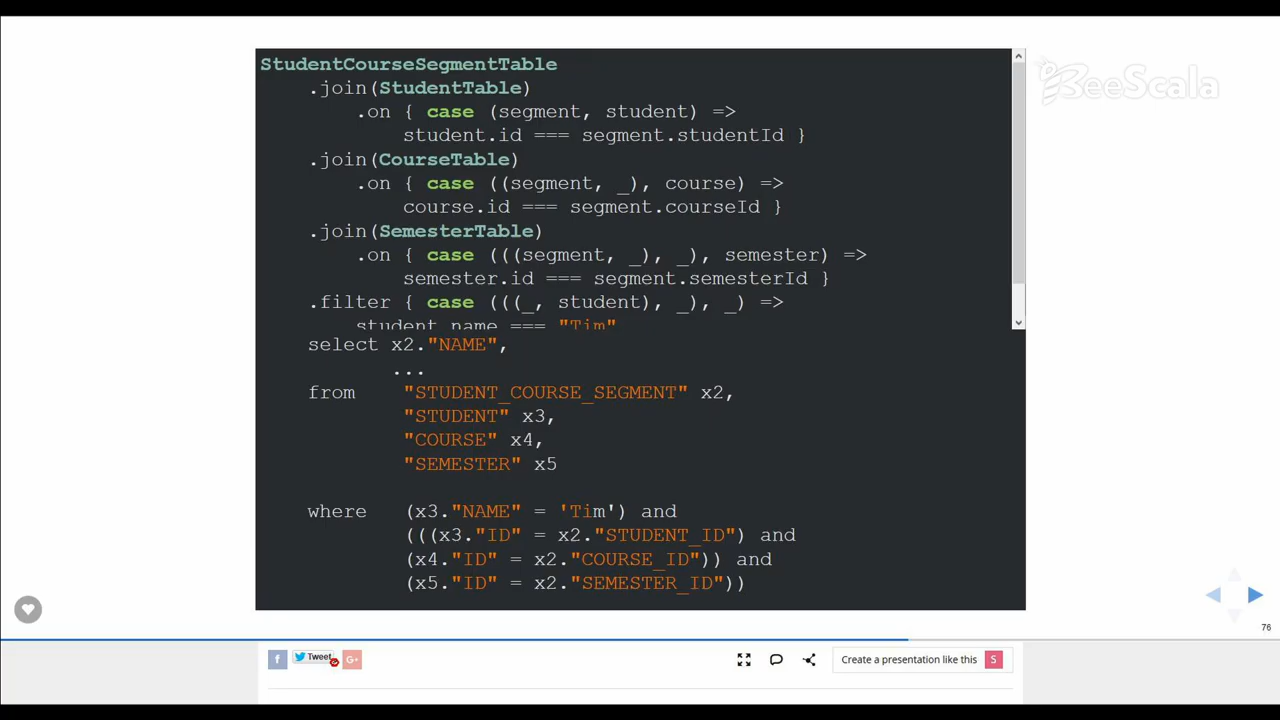 StudentCourseSegmentTable
.join(StudentTable)
.on { case (segment, student) =>
student.id === segment.studentId }
.join(CourseTable)
.on { case ((segment, _), course) =>
course.id === segment.courseId }
.join(SemesterTable)
.on { case (((segment, _), _), semester) =>
semester.id === segment.semesterId }
.filter { case (((_, student), _), _) =>
student name === "Tim"
select x2."NAME",
...
from "STUDENT_COURSE_SEGMENT" x2,
"STUDENT" x3,
"COURSE" x4,
"SEMESTER" x5
where (x3."NAME" = 'Tim') and
(((x3."ID" = x2."STUDENT_ID") and
(x4."ID" = x2."COURSE_ID")) and
(x5."ID" = x2."SEMESTER_ID"))
BeeScala
76
f Tweet G+
Create a presentation like this S